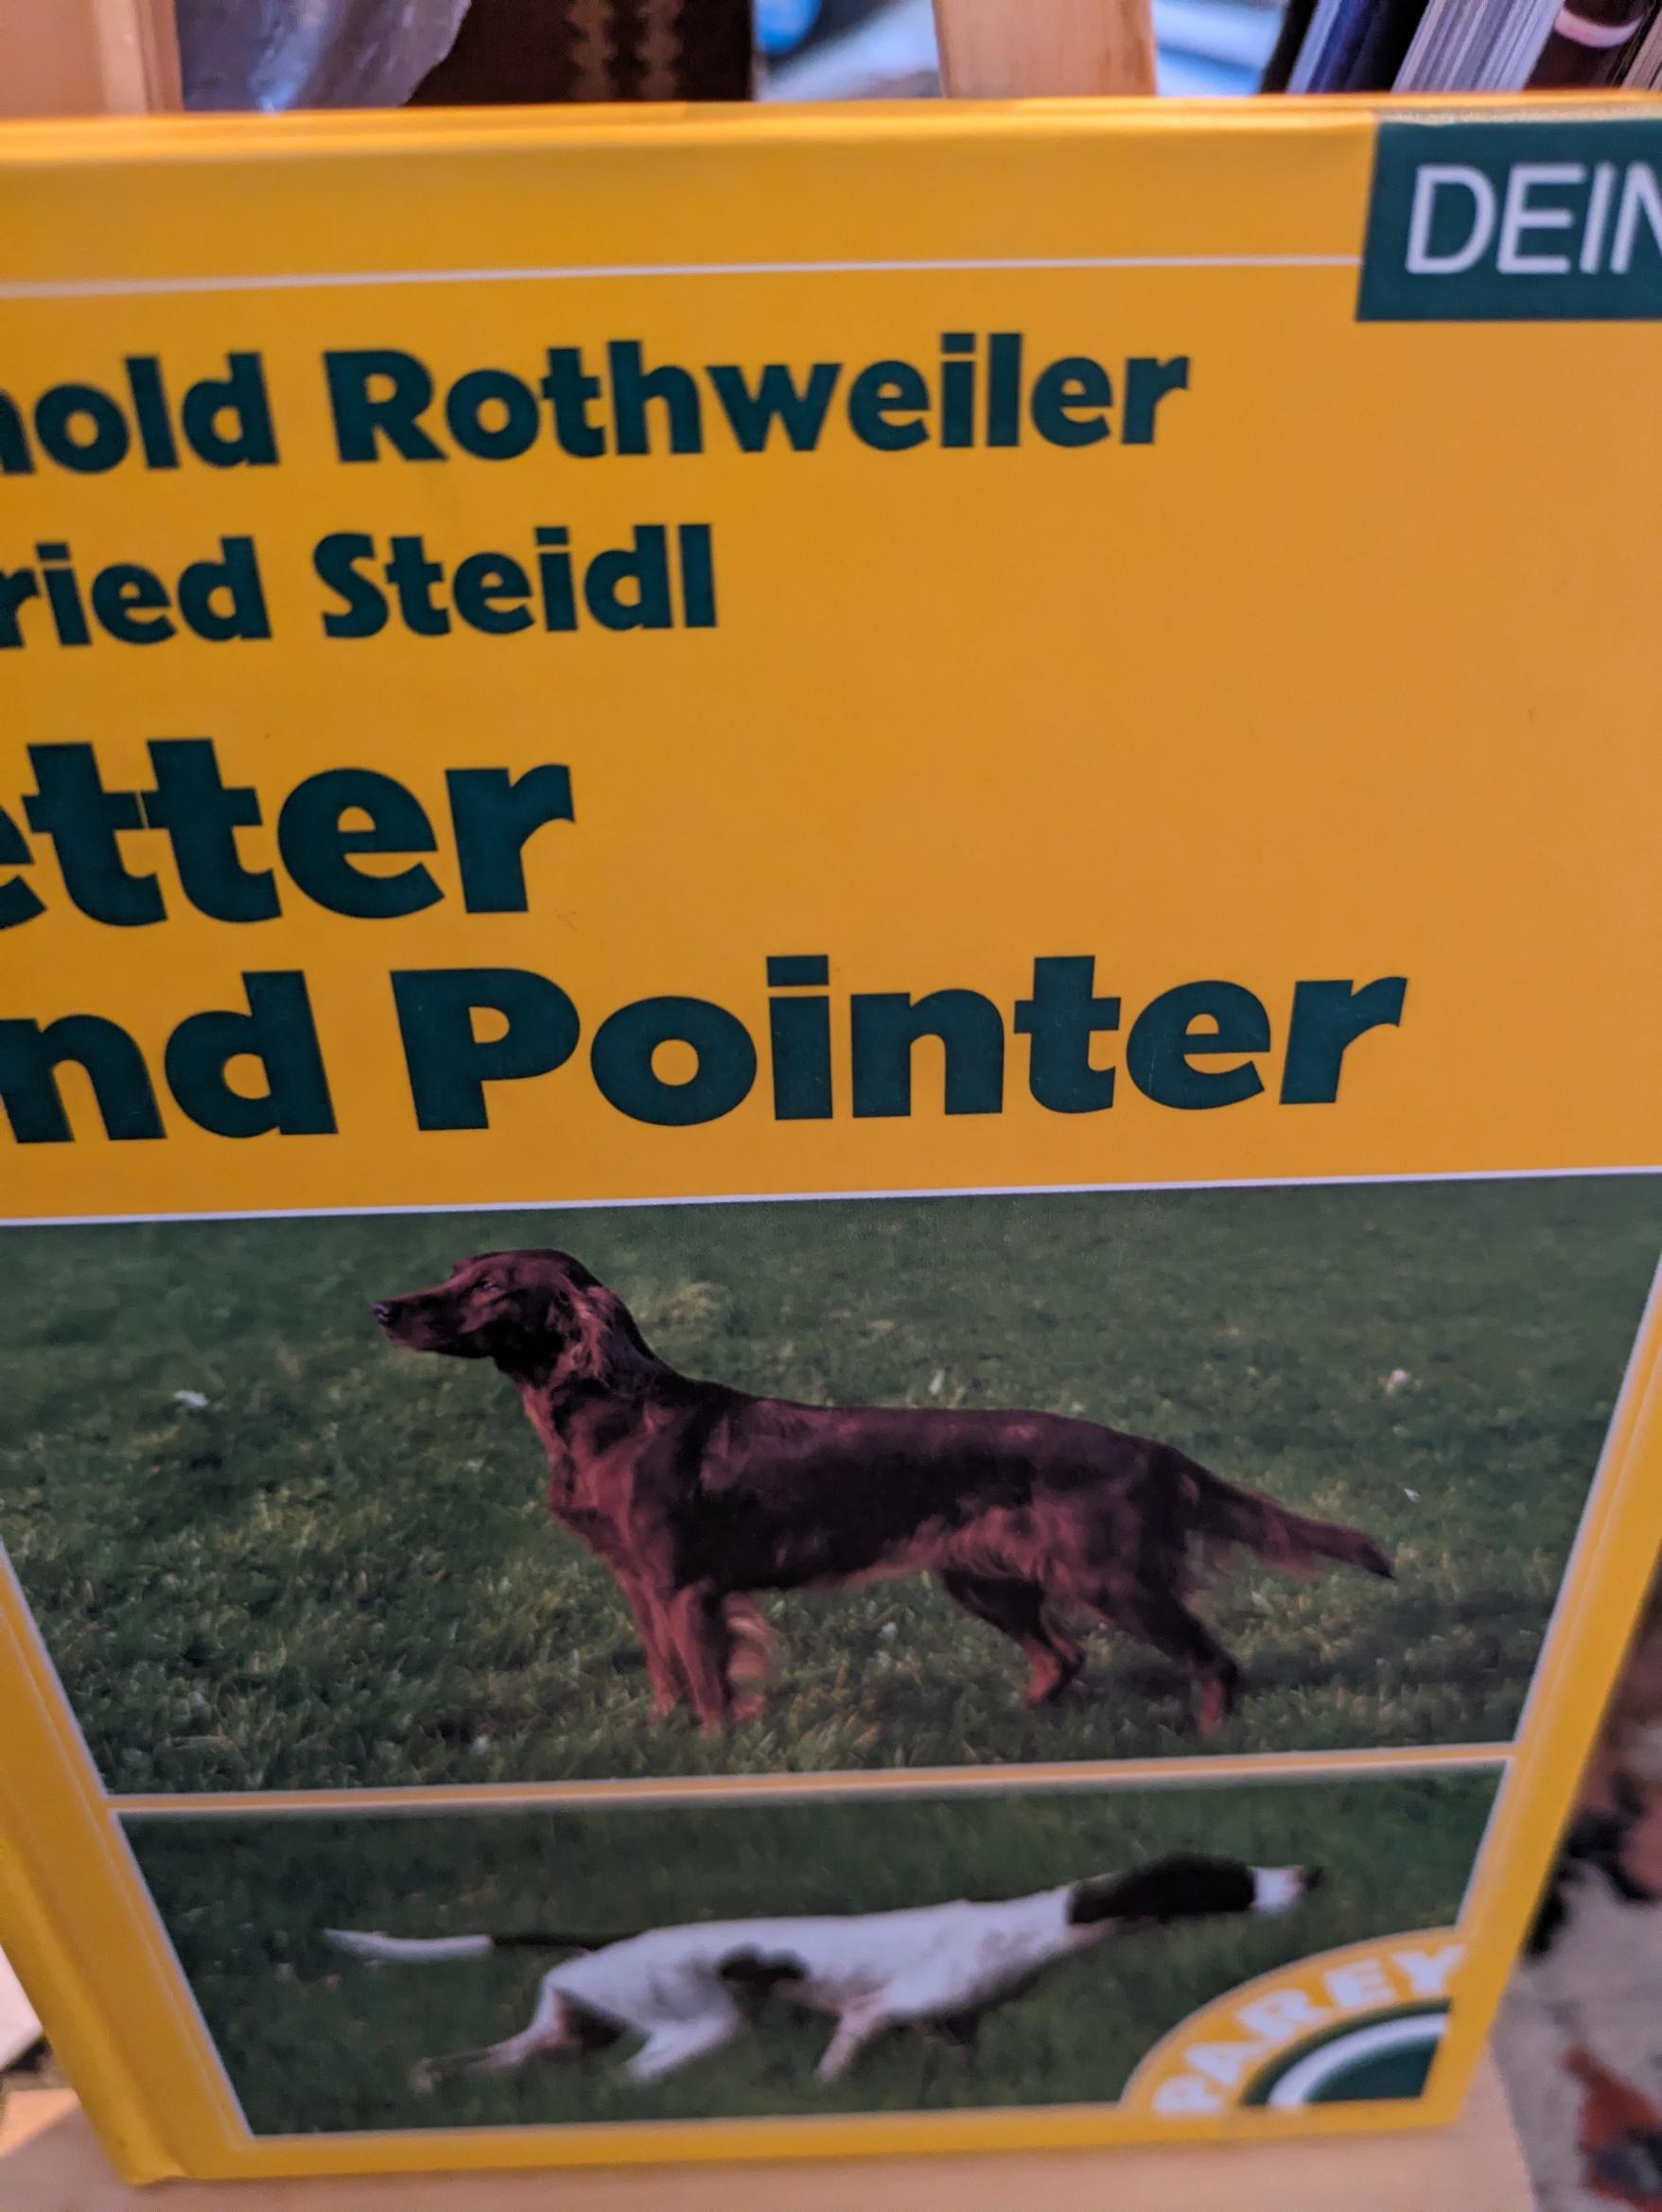 DEIN
nold Rothweiler
ried Steidl
etter
nd Pointer
PAREY